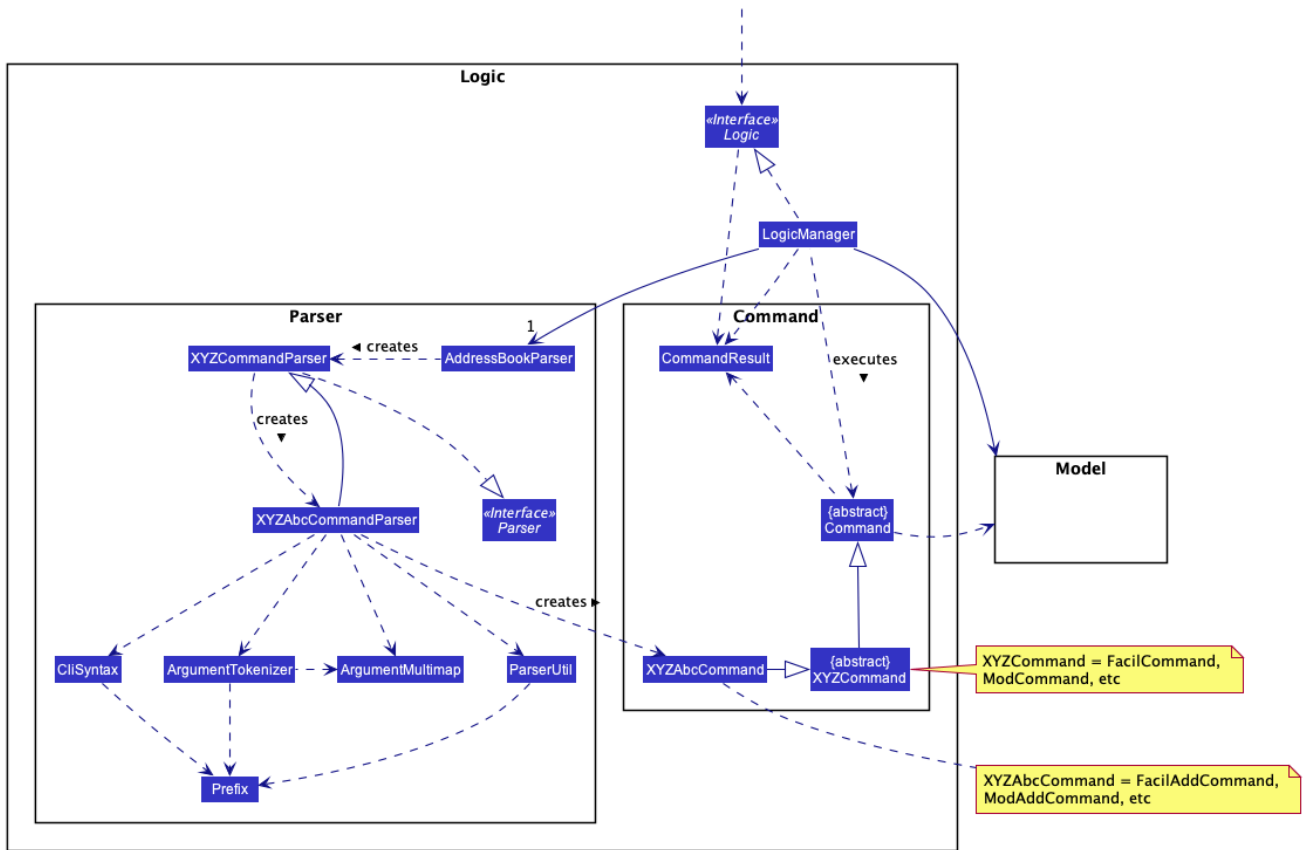 Logic
«Interface»
Logic
LogicManager
Parser
Command
1
XYZCommandParser
◄ creates
AddressBookParser
CommandResult
executes
▼
creates
▼
Model
XYZAbcCommandParser
«Interface»
Parser
{abstract}
Command
creates ►
CliSyntax
ArgumentTokenizer
ArgumentMultimap
ParserUtil
XYZAbcCommand
{abstract}
XYZCommand
XYZCommand = FacilCommand,
ModCommand, etc
Prefix
XYZAbcCommand = FacilAddCommand,
ModAddCommand, etc